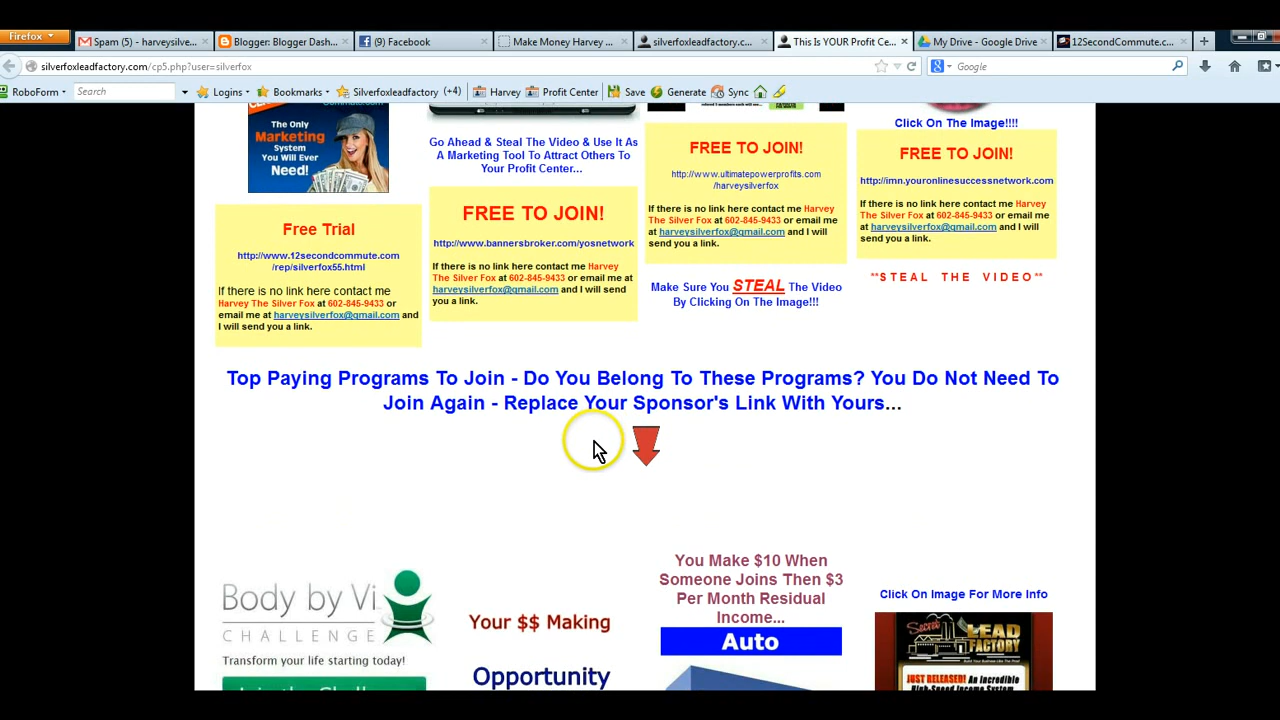 Firefox
Spam (5) - harveysilve...
Blogger: Blogger Dash...
(9) Facebook
Make Money Harvey ...
silverfoxleadfactory.c...
This Is YOUR Profit Ce...
My Drive - Google Drive
12SecondCommute.c...
silverfoxleadfactory.com/cp5.php?user=silverfox
Google
RoboForm
Search
Logins
Bookmarks
Silverfoxleadfactory (+4)
Harvey
Profit Center
Save
Generate
Sync
The Only
Marketing
System
You Will Ever
Need!
Free Trial
http://www.12secondcommute.com
/rep/silverfox55.html
If there is no link here contact me
Harvey The Silver Fox at 602-845-9433 or
email me at harveysilverfox@gmail.com and
I will send you a link.
Go Ahead & Steal The Video & Use It As
A Marketing Tool To Attract Others To
Your Profit Center...
FREE TO JOIN!
http://www.bannersbroker.com/yosnetwork
If there is no link here contact me Harvey
The Silver Fox at 602-845-9433 or email me at
harveysilverfox@gmail.com and I will send
you a link.
FREE TO JOIN!
http://www.ultimatepowerprofits.com
/harveysilverfox
If there is no link here contact me Harvey
The Silver Fox at 602-845-9433 or email me
at harveysilverfox@gmail.com and I will
send you a link.
Make Sure You STEAL The Video
By Clicking On The Image!!!
Click On The Image!!!!
FREE TO JOIN!
http://imn.youronlinesuccessnetwork.com
If there is no link here contact me Harvey
The Silver Fox at 602-845-9433 or email me
at harveysilverfox@gmail.com and I will
send you a link.
**STEAL THE VIDEO**
Top Paying Programs To Join - Do You Belong To These Programs? You Do Not Need To
Join Again - Replace Your Sponsor's Link With Yours...
Body by Vi
CHALLENGE
Transform your life starting today!
Your $$ Making
Opportunity
You Make $10 When
Someone Joins Then $3
Per Month Residual
Income...
Auto
Click On Image For More Info
Secret
LEAD
FACTORY
JUST RELEASED! An Incredible
High-Speed Income System